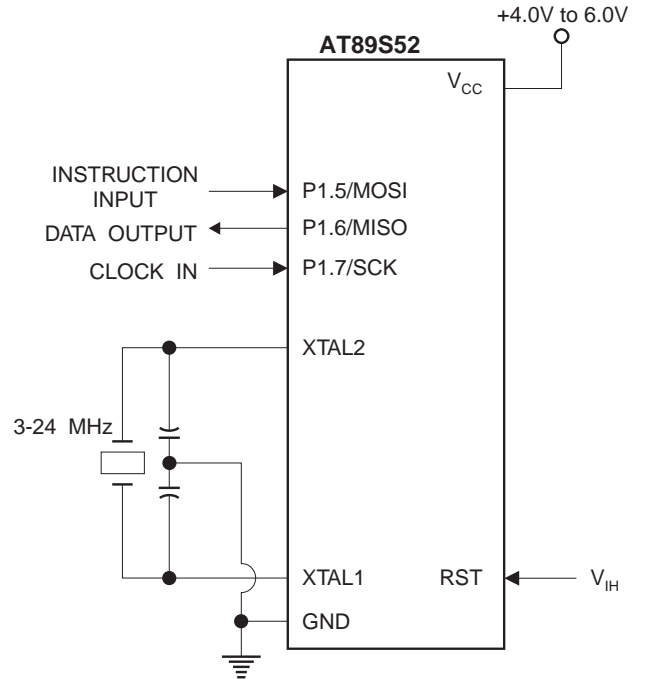 +4.0V to 6.0V
AT89S52
VCC
INSTRUCTION
INPUT
P1.5/MOSI
DATA OUTPUT
P1.6/MISO
CLOCK IN
P1.7/SCK
XTAL2
3-24 MHz
XTAL1
RST
VIH
GND